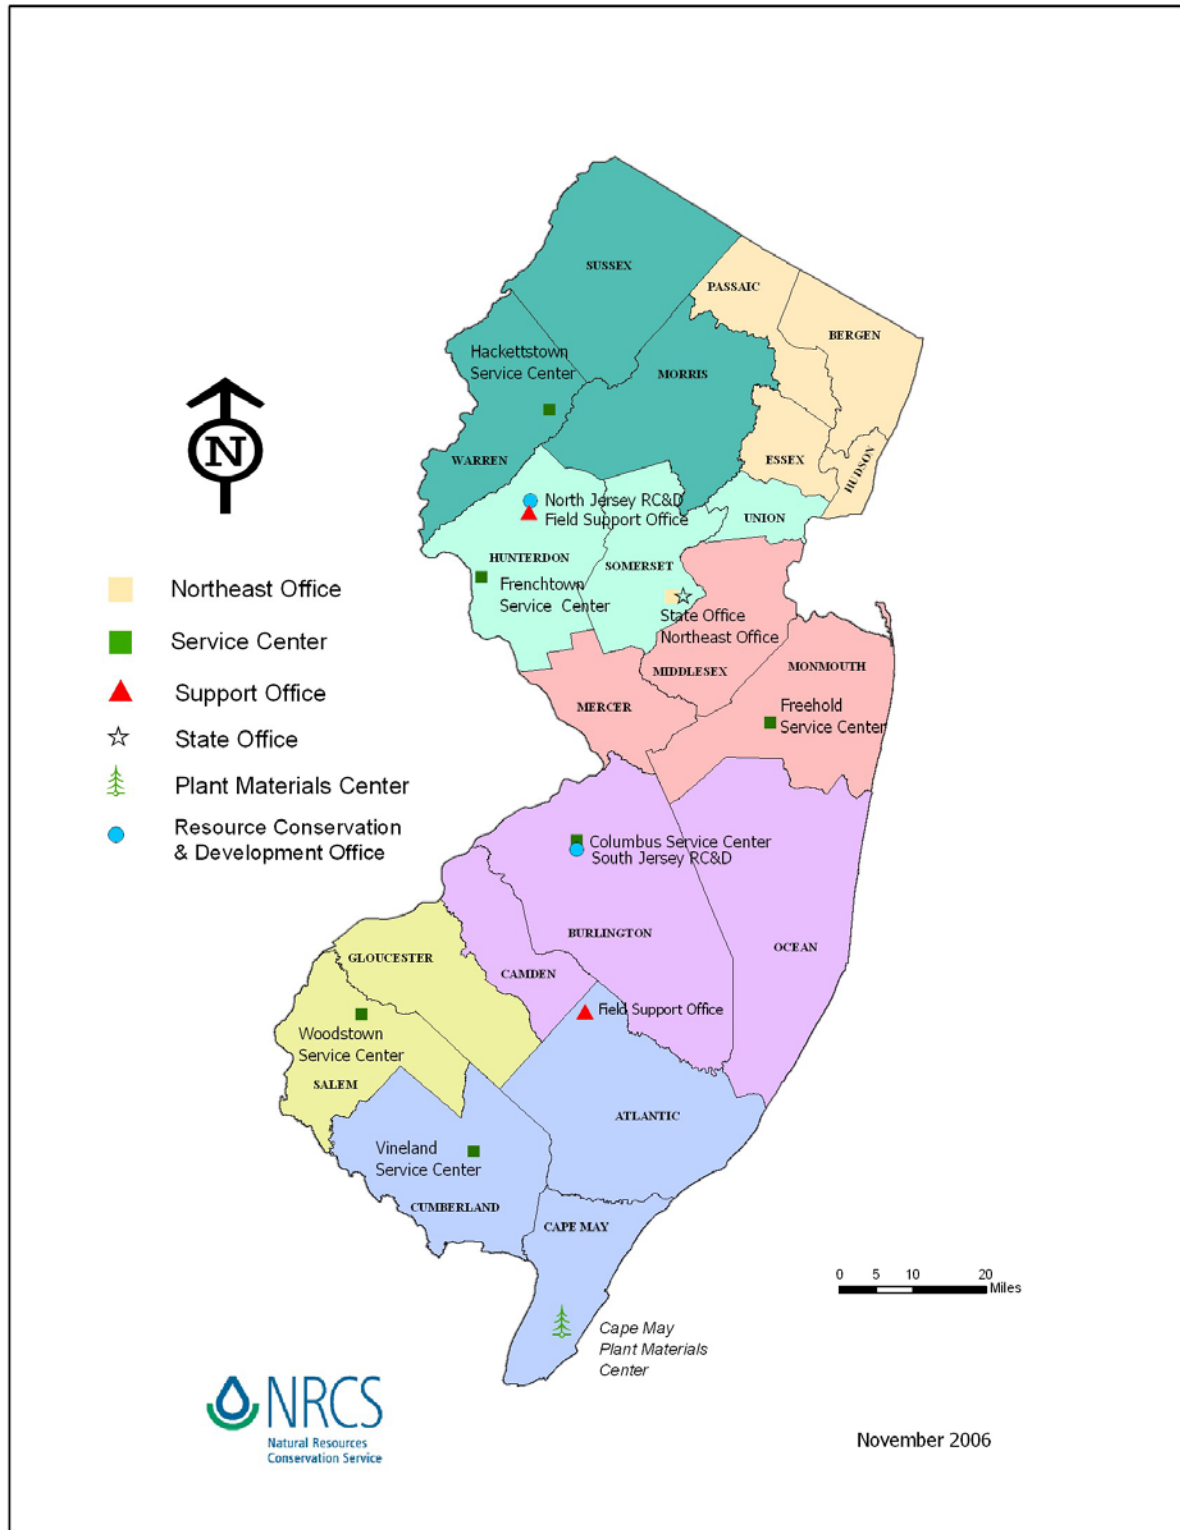 SUSSEX
PASSAIC
BERGEN
Hackettstown
Service Center
MORRIS
WARREN
ESSEX
HUDSON
North Jersey RC&D
Field Support Office
UNION
HUNTERDON
SOMERSET
Frenchtown
Service Center
State Office
Northeast Office
MIDDLESEX
MONMOUTH
MERCER
Freehold
Service Center
N
Northeast Office
Service Center
Support Office
State Office
Plant Materials Center
Resource Conservation
& Development Office
Columbus Service Center
South Jersey RC&D
BURLINGTON
OCEAN
GLOUCESTER
CAMDEN
Field Support Office
Woodstown
Service Center
SALEM
ATLANTIC
Vineland
Service Center
CUMBERLAND
CAPE MAY
0 5 10 20
Miles
Cape May
Plant Materials
Center
NRCS
Natural Resources
Conservation Service
November 2006